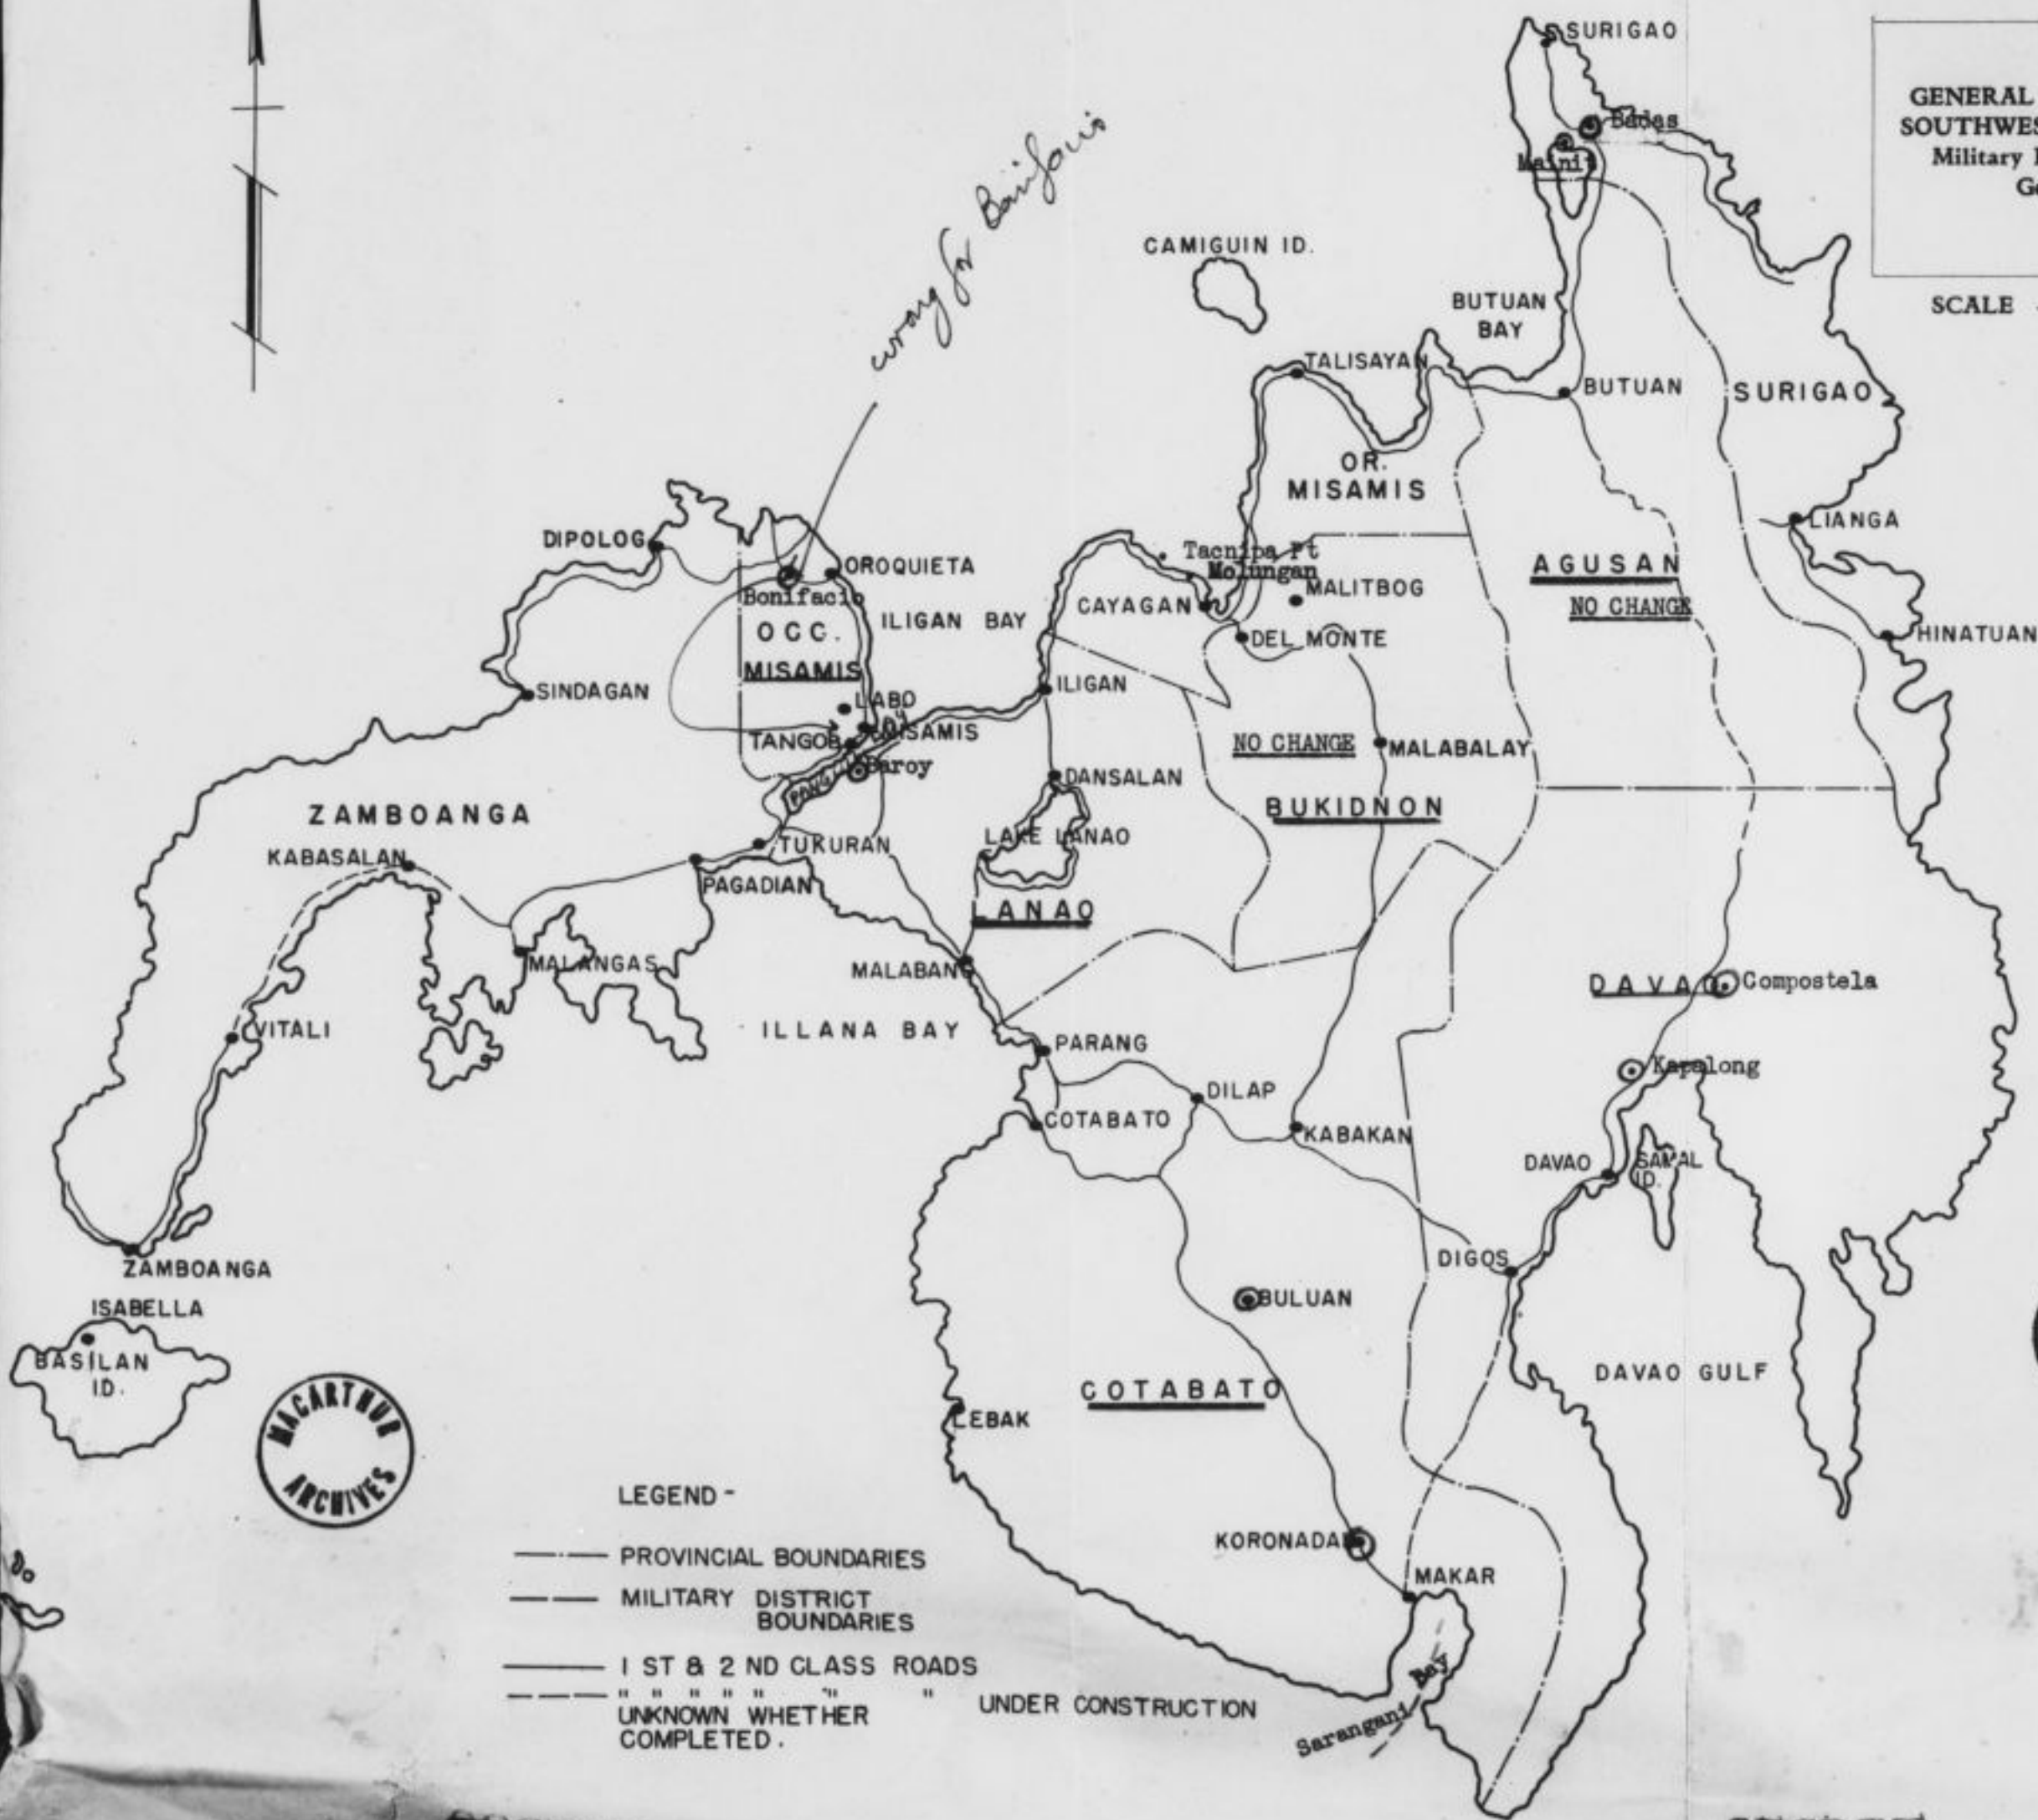 SURIGAO
GENERAL
SOUTHWES
Military
Badas
Mainit
wrong for Bonifacio
CAMIGUIN ID.
BUTUAN
BAY
SCALE
TALISAYAN
BUTUAN
SURIGAO
OR.
MISAMIS
LIANGA
DIPOLOG
OROQUIETA
Tacnipa Pt
Molungan
MALITBOG
AGUSAN
NO CHANGE
Bonifacio
CAYAGAN
ILIGAN BAY
OCC.
MISAMIS
DEL MONTE
HINATUAN
SINDAGAN
ILIGAN
LABO
MISAMIS
TANGOB
Baroy
NO CHANGE
MALABALAY
DANSALAN
ZAMBOANGA
BUKIDNON
LAKE LANAO
TUKURAN
KABASALAN
PAGADIAN
LANAO
MALANGAS
MALABANG
DAVAO
Compostela
VITALI
ILLANA BAY
PARANG
Kapalong
DILAP
COTABATO
KABAKAN
DAVAO
SAMAL
ID.
ZAMBOANGA
DIGOS
ISABELLA
BULUAN
BASILAN
ID.
DAVAO GULF
COTABATO
LEBAK
MACARTHUR
ARCHIVES
KORONADAL
MAKAR
Sarangani Bay
LEGEND -
PROVINCIAL BOUNDARIES
MILITARY DISTRICT
BOUNDARIES
1 ST & 2 ND CLASS ROADS
" " " " " " " UNDER CONSTRUCTION
UNKNOWN WHETHER
COMPLETED.